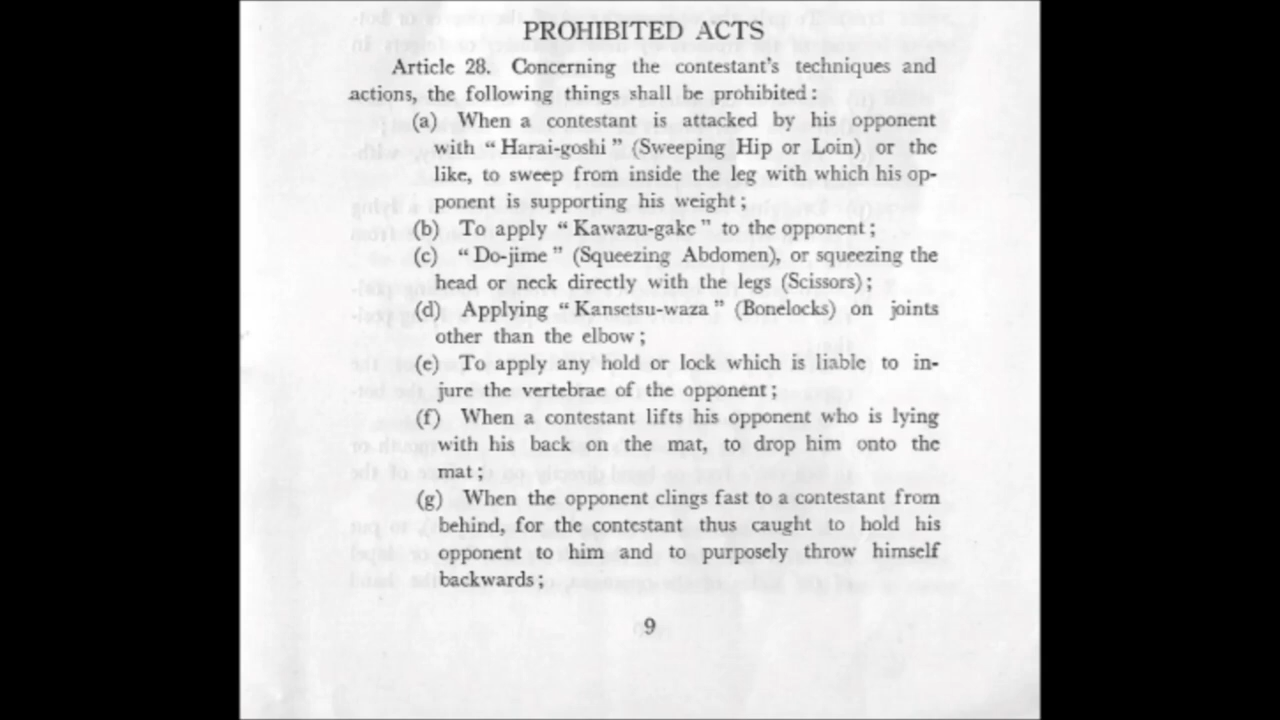 PROHIBITED ACTS
Article 28. Concerning the contestant's techniques and
actions, the following things shall be prohibited:
(a) When a contestant is attacked by his opponent
with "Harai-goshi" (Sweeping Hip or Loin) or the
like, to sweep from inside the leg with which his op-
ponent is supporting his weight;
(b) To apply "Kawazu-gake" to the opponent;
(c) "Do-jime" (Squeezing Abdomen), or squeezing the
head or neck directly with the legs (Scissors);
(d) Applying "Kansetsu-waza" (Bonelocks) on joints
other than the elbow;
(e) To apply any hold or lock which is liable to in-
jure the vertebrae of the opponent;
(f) When a contestant lifts his opponent who is lying
with his back on the mat, to drop him onto the
mat;
(g) When the opponent clings fast to a contestant from
behind, for the contestant thus caught to hold his
opponent to him and to purposely throw himself
backwards;
9